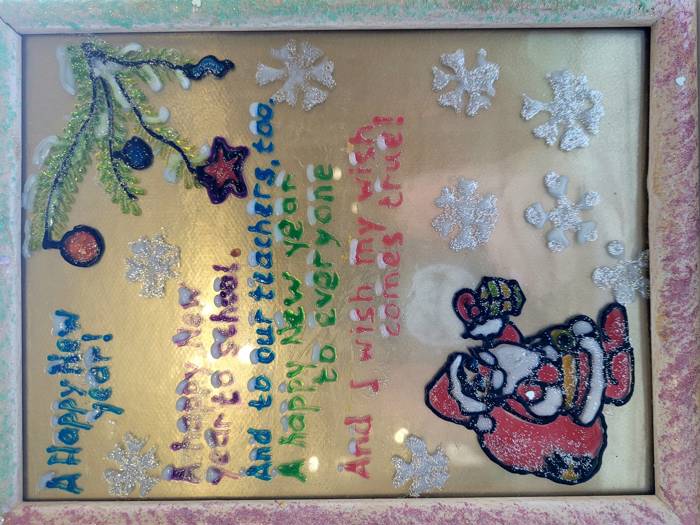 A Happy New
year!
A happy New
year to school.
And to our teachers, too.
A happy New year
to everyone
And I wish my wish
comes true!